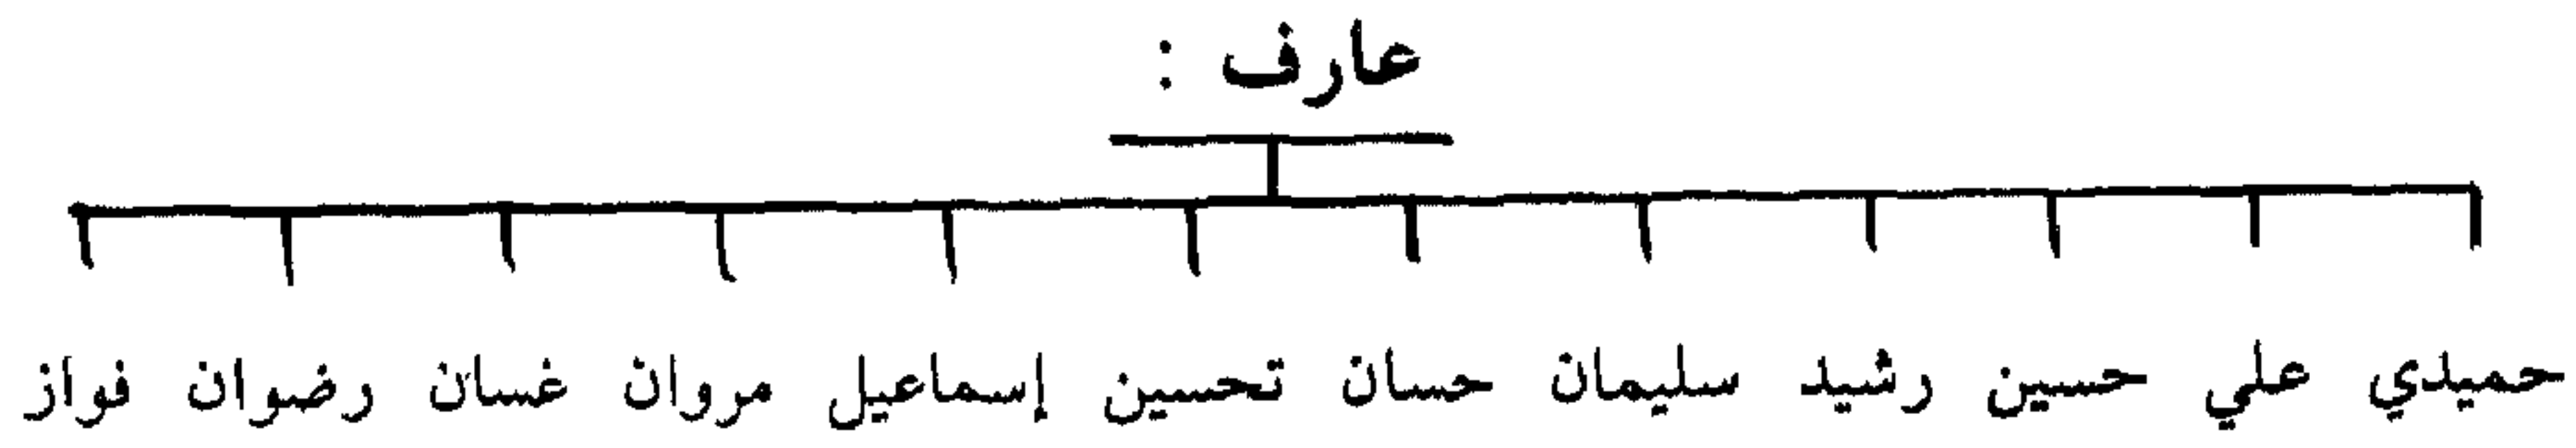 عارف :
حميدي علي حسين رشيد سليمان حسان تحسين إسماعيل مروان غسان رضوان فواز